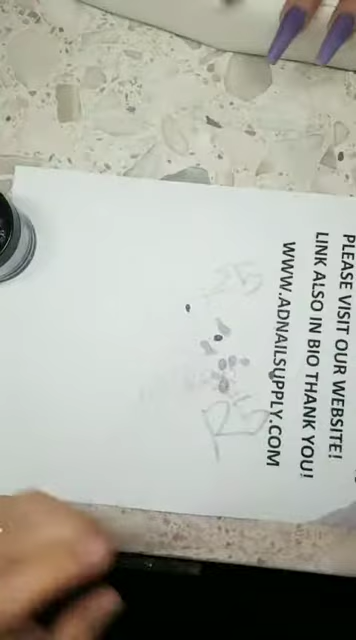 PLEASE VISIT OUR WEBSITE!
LINK ALSO IN BIO THANK YOU!
WWW.ADNAILSUPPLY.COM